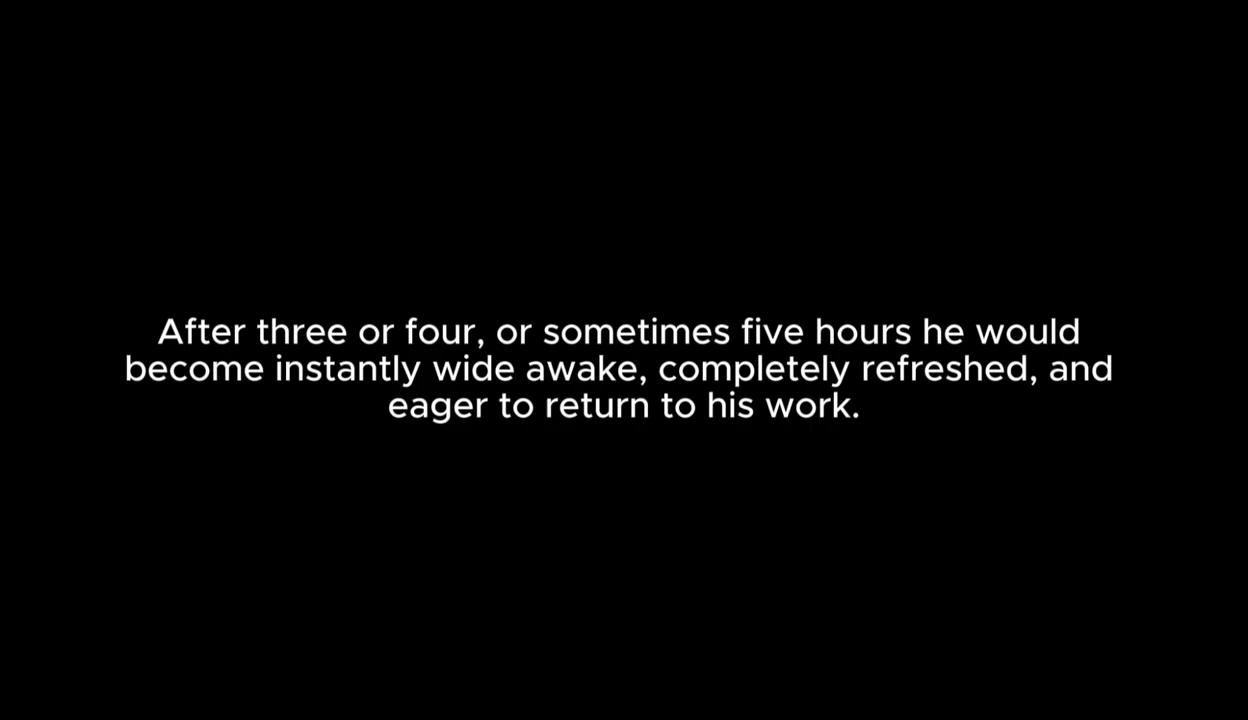 After three or four, or sometimes five hours he would
become instantly wide awake, completely refreshed, and
eager to return to his work.